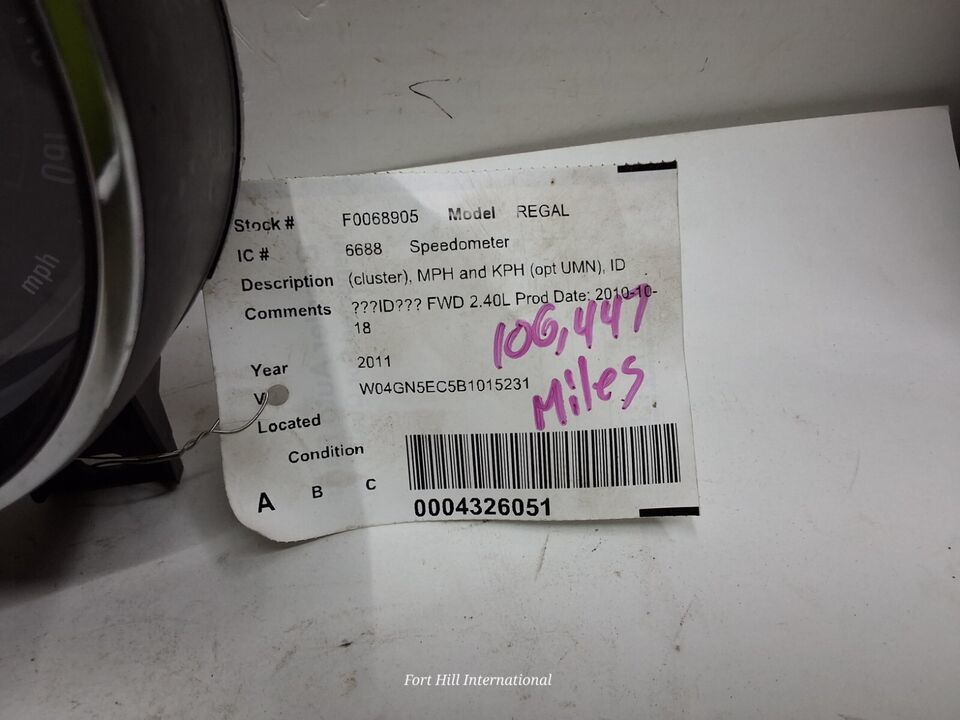 160
mph
Stock # F0068905 Model REGAL
IC # 6688 Speedometer
Description (cluster), MPH and KPH (opt UMN), ID
Comments ???ID??? FWD 2.40L Prod Date: 2010-10-
18
106,447
Miles
Year 2011
V W04GN5EC5B1015231
Located
Condition
A B C
0004326051
Fort Hill International